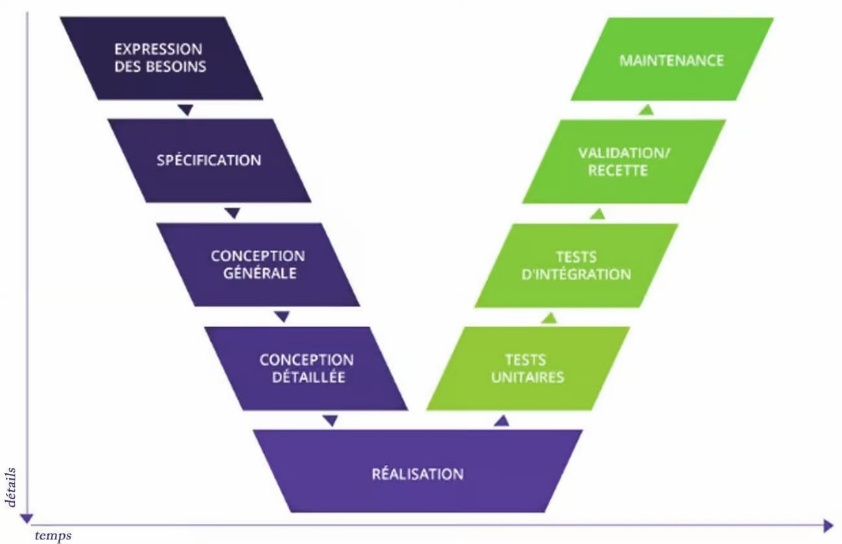 EXPRESSION
DES BESOINS
SPÉCIFICATION
CONCEPTION
GÉNÉRALE
CONCEPTION
DÉTAILLÉE
RÉALISATION
TESTS
UNITAIRES
TESTS
D'INTÉGRATION
VALIDATION/
RECETTE
MAINTENANCE
détails
temps